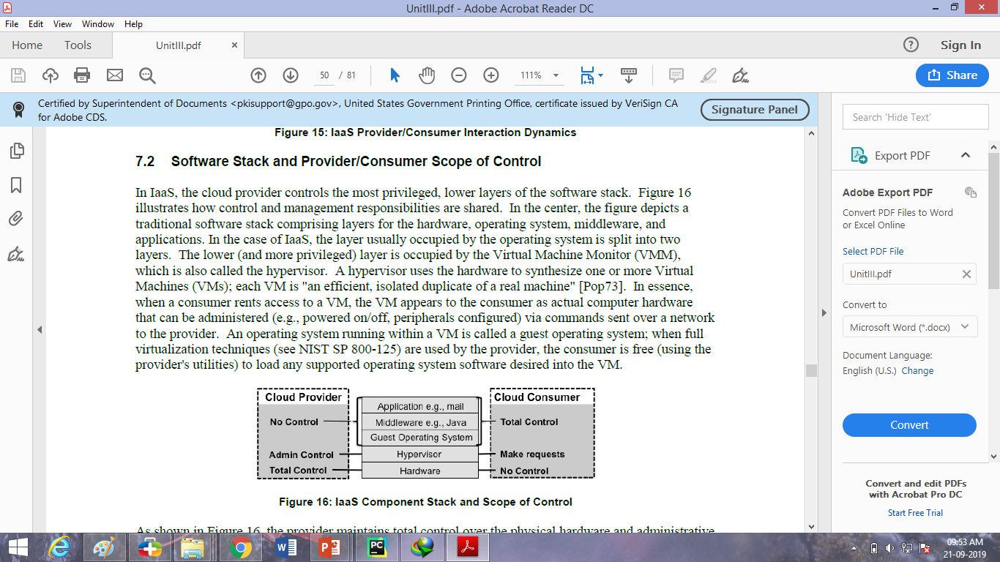 UnitIII.pdf - Adobe Acrobat Reader DC
File Edit View Window Help
Home Tools UnitIII.pdf × Sign In
50 / 81 111% Share
Certified by Superintendent of Documents <pkisupport@gpo.gov>, United States Government Printing Office, certificate issued by VeriSign CA
for Adobe CDS.
Signature Panel
Figure 15: IaaS Provider/Consumer Interaction Dynamics
7.2 Software Stack and Provider/Consumer Scope of Control
In IaaS, the cloud provider controls the most privileged, lower layers of the software stack. Figure 16
illustrates how control and management responsibilities are shared. In the center, the figure depicts a
traditional software stack comprising layers for the hardware, operating system, middleware, and
applications. In the case of IaaS, the layer usually occupied by the operating system is split into two
layers. The lower (and more privileged) layer is occupied by the Virtual Machine Monitor (VMM),
which is also called the hypervisor. A hypervisor uses the hardware to synthesize one or more Virtual
Machines (VMs); each VM is "an efficient, isolated duplicate of a real machine" [Pop73]. In essence,
when a consumer rents access to a VM, the VM appears to the consumer as actual computer hardware
that can be administered (e.g., powered on/off, peripherals configured) via commands sent over a network
to the provider. An operating system running within a VM is called a guest operating system; when full
virtualization techniques (see NIST SP 800-125) are used by the provider, the consumer is free (using the
provider's utilities) to load any supported operating system software desired into the VM.
Cloud Provider
No Control
Admin Control
Total Control
Application e.g., mail
Middleware e.g., Java
Guest Operating System
Hypervisor
Hardware
Cloud Consumer
Total Control
Make requests
No Control
Figure 16: IaaS Component Stack and Scope of Control
As shown in Figure 16, the provider maintains total control over the physical hardware and administrative
Search 'Hide Text'
Export PDF
Adobe Export PDF
Convert PDF Files to Word
or Excel Online
Select PDF File
UnitIII.pdf
Convert to
Microsoft Word (*.docx)
Document Language:
English (U.S.) Change
Convert
Convert and edit PDFs
with Acrobat Pro DC
Start Free Trial
PC
09:53 AM
21-09-2019